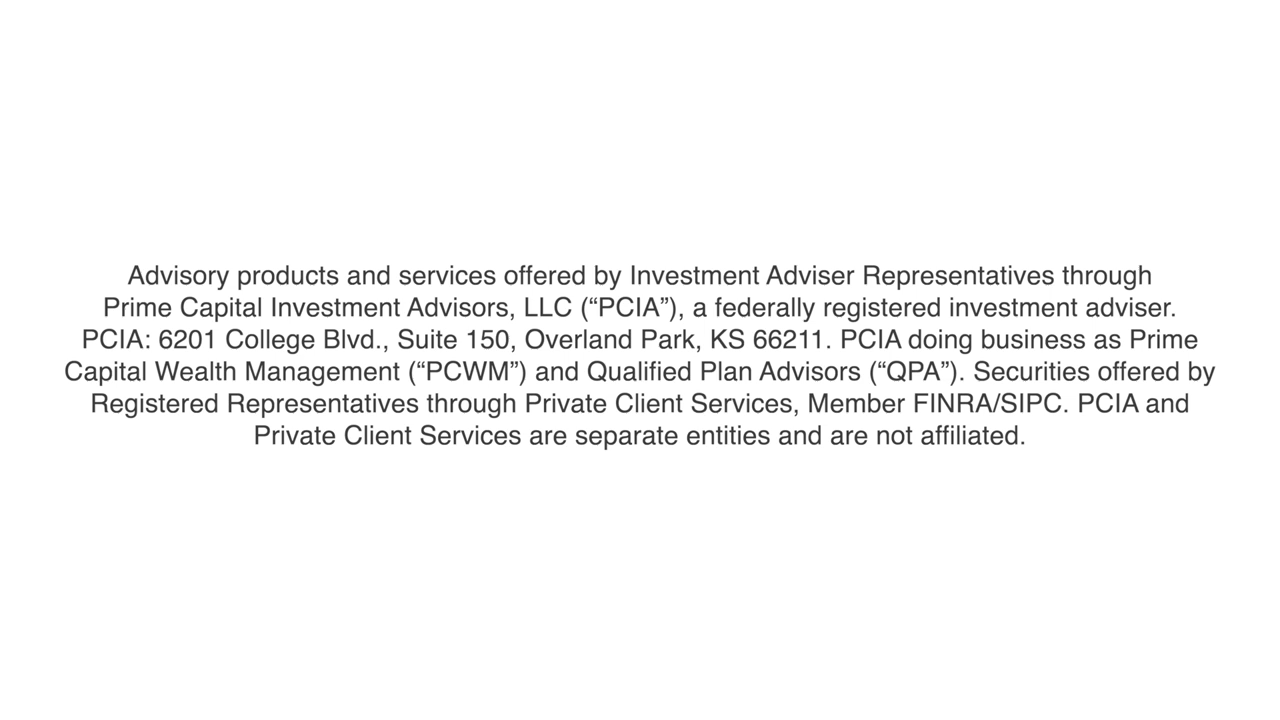 Advisory products and services offered by Investment Adviser Representatives through
Prime Capital Investment Advisors, LLC (“PCIA”), a federally registered investment adviser.
PCIA: 6201 College Blvd., Suite 150, Overland Park, KS 66211. PCIA doing business as Prime
Capital Wealth Management (“PCWM”) and Qualified Plan Advisors (“QPA”). Securities offered by
Registered Representatives through Private Client Services, Member FINRA/SIPC. PCIA and
Private Client Services are separate entities and are not affiliated.